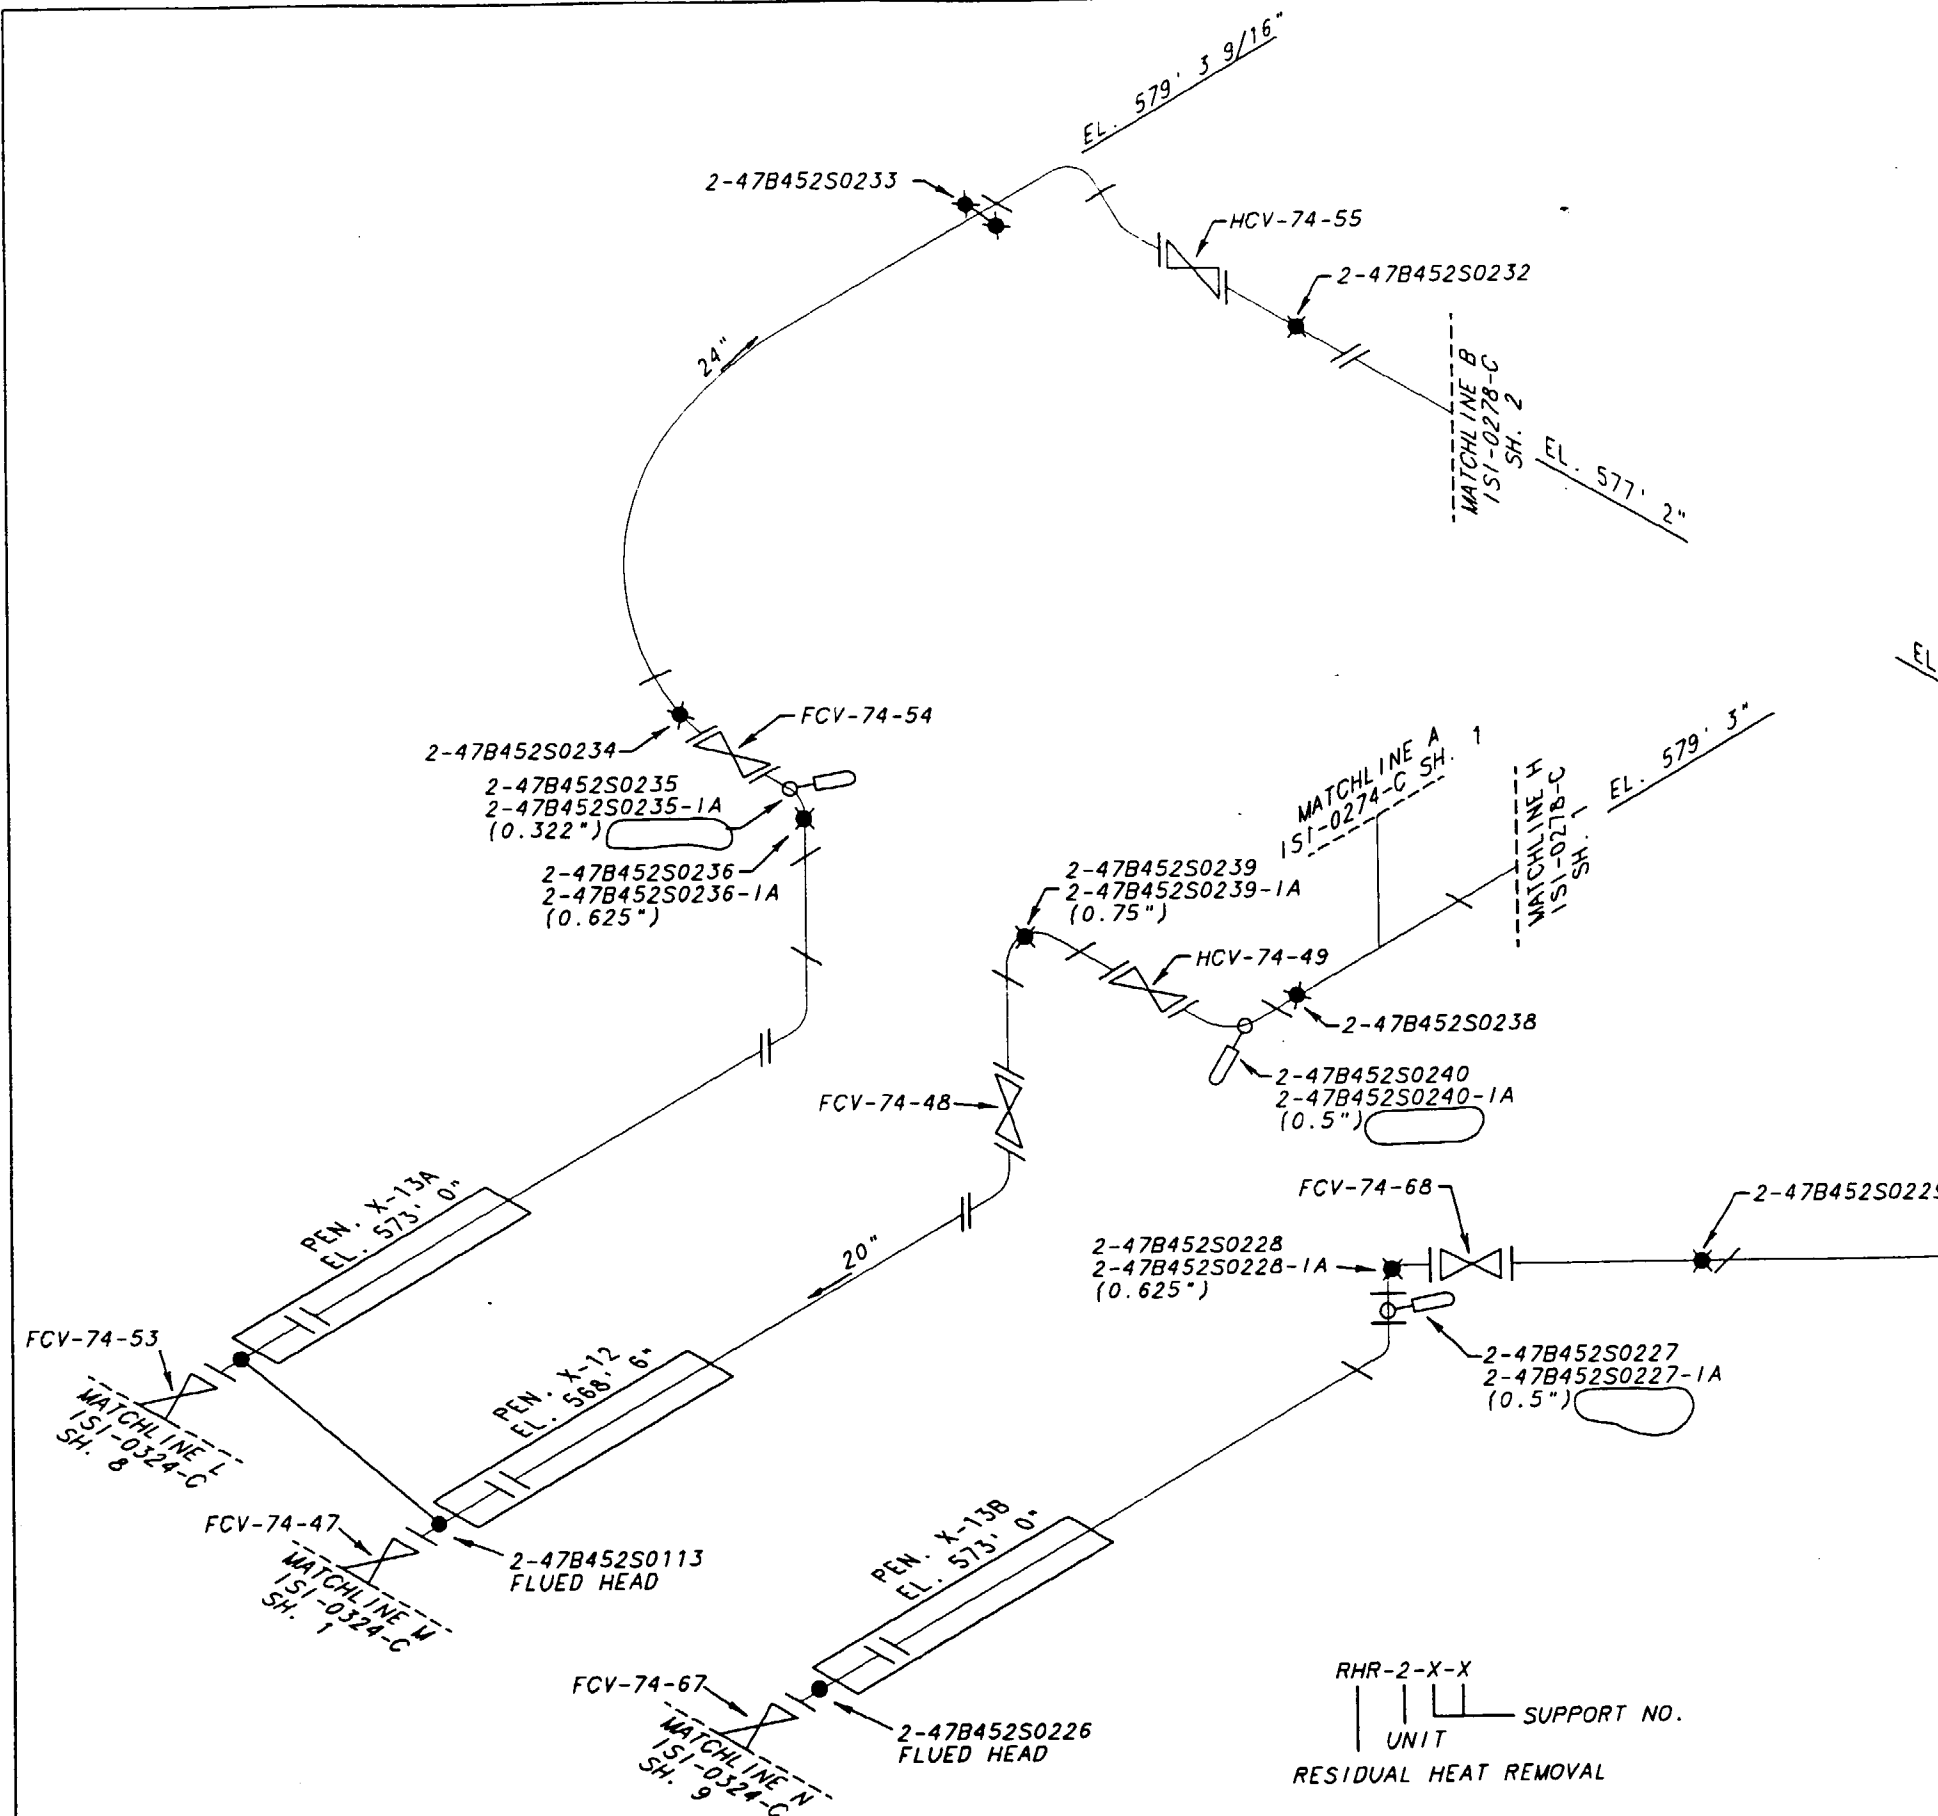 EL. 579' 3 9/16"
2-47B452S0233
HCV-74-55
2-47B452S0232
24"
MATCHLINE B
ISI-0278-C
SH. 2
EL. 577' 2"
EL
FCV-74-54
2-47B452S0234
2-47B452S0235
2-47B452S0235-1A
(0.322")
2-47B452S0236
2-47B452S0236-1A
(0.625")
MATCHLINE A
ISI-0274-C SH. 1
MATCHLINE H
ISI-0278-C
SH. 1
EL. 579' 3"
2-47B452S0239
2-47B452S0239-1A
(0.75")
HCV-74-49
2-47B452S0238
2-47B452S0240
2-47B452S0240-1A
(0.5")
FCV-74-48
PEN. X-13A
EL. 573' 0"
20"
FCV-74-68
2-47B452S0229
2-47B452S0228
2-47B452S0228-1A
(0.625")
2-47B452S0227
2-47B452S0227-1A
(0.5")
FCV-74-53
MATCHLINE L
ISI-0324-C
SH. 8
PEN. X-12
EL. 568' 6"
FCV-74-47
MATCHLINE M
ISI-0324-C
SH. 1
2-47B452S0113
FLUED HEAD
PEN. X-13B
EL. 573' 0"
FCV-74-67
MATCHLINE N
ISI-0324-C
SH. 9
2-47B452S0226
FLUED HEAD
RHR-2-X-X
SUPPORT NO.
UNIT
RESIDUAL HEAT REMOVAL